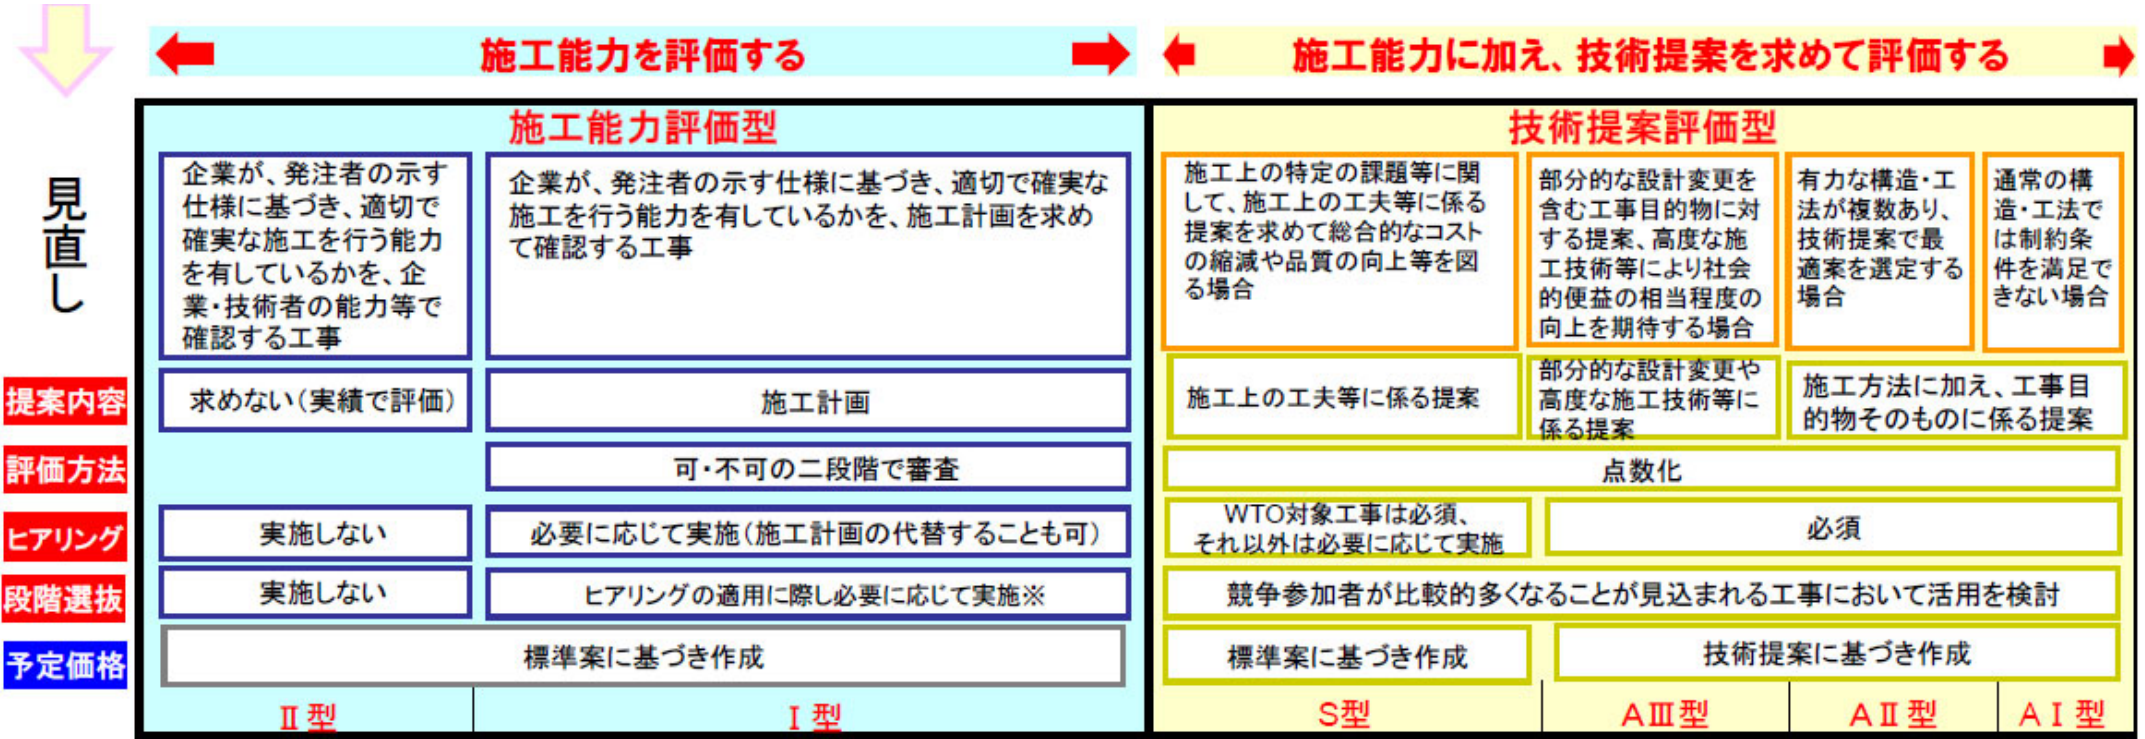 施工能力を評価する
施工能力に加え、技術提案を求めて評価する
見直し
施工能力評価型
技術提案評価型
企業が、発注者の示す
仕様に基づき、適切で
確実な施工を行う能力
を有しているかを、企
業・技術者の能力等で
確認する工事
企業が、発注者の示す仕様に基づき、適切で確実な
施工を行う能力を有しているかを、施工計画を求め
て確認する工事
施工上の特定の課題等に関
して、施工上の工夫等に係る
提案を求めて総合的なコスト
の縮減や品質の向上等を図
る場合
部分的な設計変更を
含む工事目的物に対
する提案、高度な施
工技術等により社会
的便益の相当程度の
向上を期待する場合
有力な構造・工
法が複数あり、
技術提案で最
適案を選定する
場合
通常の構
造・工法で
は制約条
件を満足で
きない場合
提案内容
求めない(実績で評価)
施工計画
施工上の工夫等に係る提案
部分的な設計変更や
高度な施工技術等に
係る提案
施工方法に加え、工事目
的物そのものに係る提案
評価方法
可・不可の二段階で審査
点数化
ヒアリング
実施しない
必要に応じて実施(施工計画の代替することも可)
WTO対象工事は必須、
それ以外は必要に応じて実施
必須
段階選抜
実施しない
ヒアリングの適用に際し必要に応じて実施※
競争参加者が比較的多くなることが見込まれる工事において活用を検討
予定価格
標準案に基づき作成
標準案に基づき作成
技術提案に基づき作成
Ⅱ型
Ⅰ型
S型
AⅢ型
AⅡ型
AⅠ型